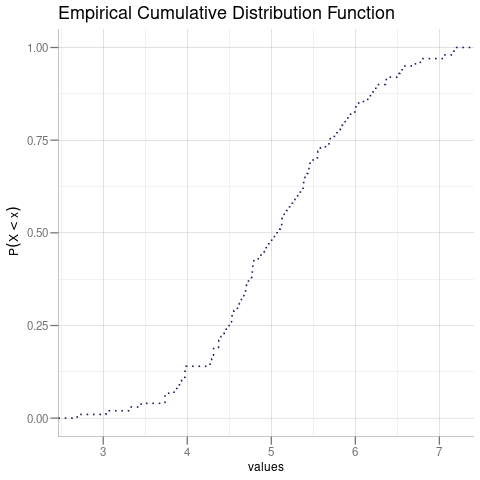 Empirical Cumulative Distribution Function
1.00
0.75
0.50
0.25
0.00
P(X < x)
3 4 5 6 7
values